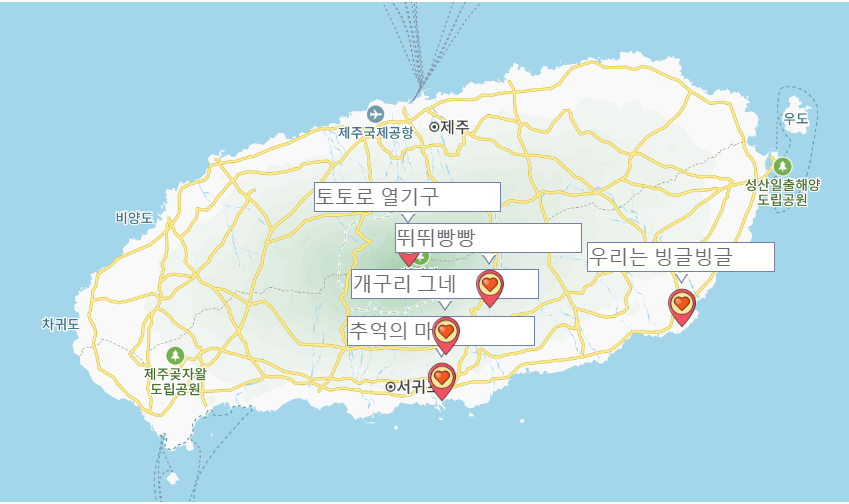 우도
제주국제공항
제주
성산일출해양
도립공원
토토로 열기구
비양도
뛰뛰빵빵
우리는 빙글빙글
개구리 그네
차귀도
추억의 마
제주곶자왈
도립공원
서귀포